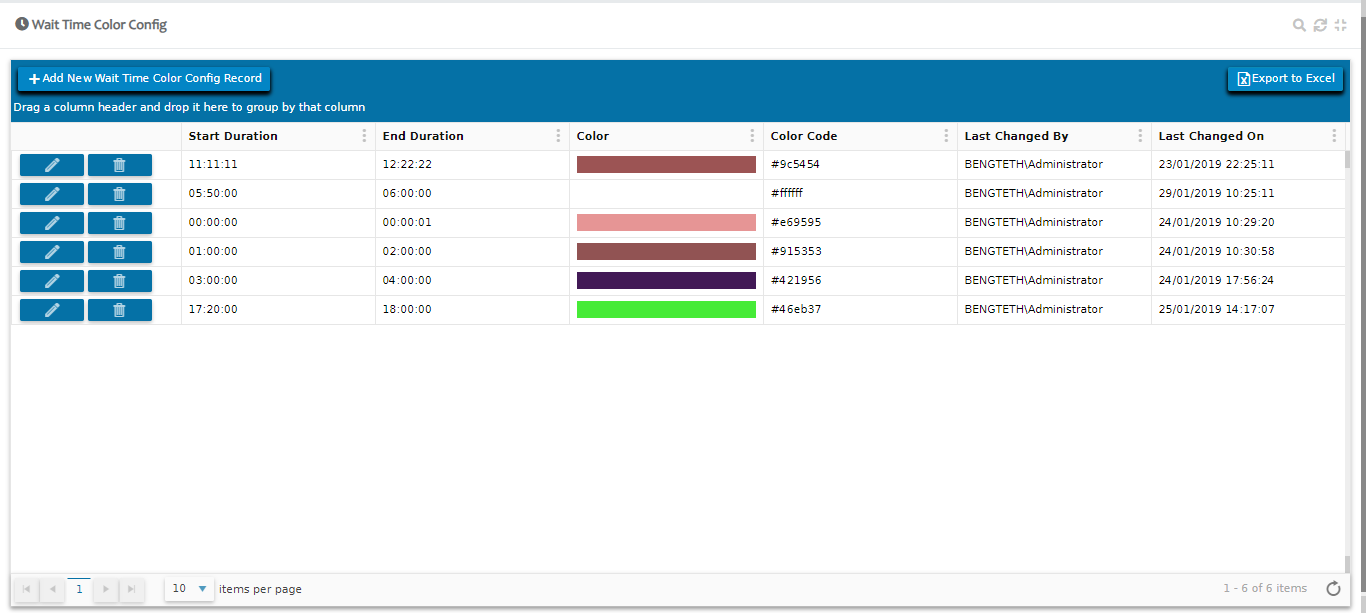 Wait Time Color Config
Add New Wait Time Color Config Record
Export to Excel
Drag a column header and drop it here to group by that column
Start Duration End Duration Color Color Code Last Changed By Last Changed On
11:11:11 12:22:22 #9c5454 BENGTETH\Administrator 23/01/2019 22:25:11
05:50:00 06:00:00 #ffffff BENGTETH\Administrator 29/01/2019 10:25:11
00:00:00 00:00:01 #e69595 BENGTETH\Administrator 24/01/2019 10:29:20
01:00:00 02:00:00 #915353 BENGTETH\Administrator 24/01/2019 10:30:58
03:00:00 04:00:00 #421956 BENGTETH\Administrator 24/01/2019 17:56:24
17:20:00 18:00:00 #46eb37 BENGTETH\Administrator 25/01/2019 14:17:07
1 10 items per page 1 - 6 of 6 items